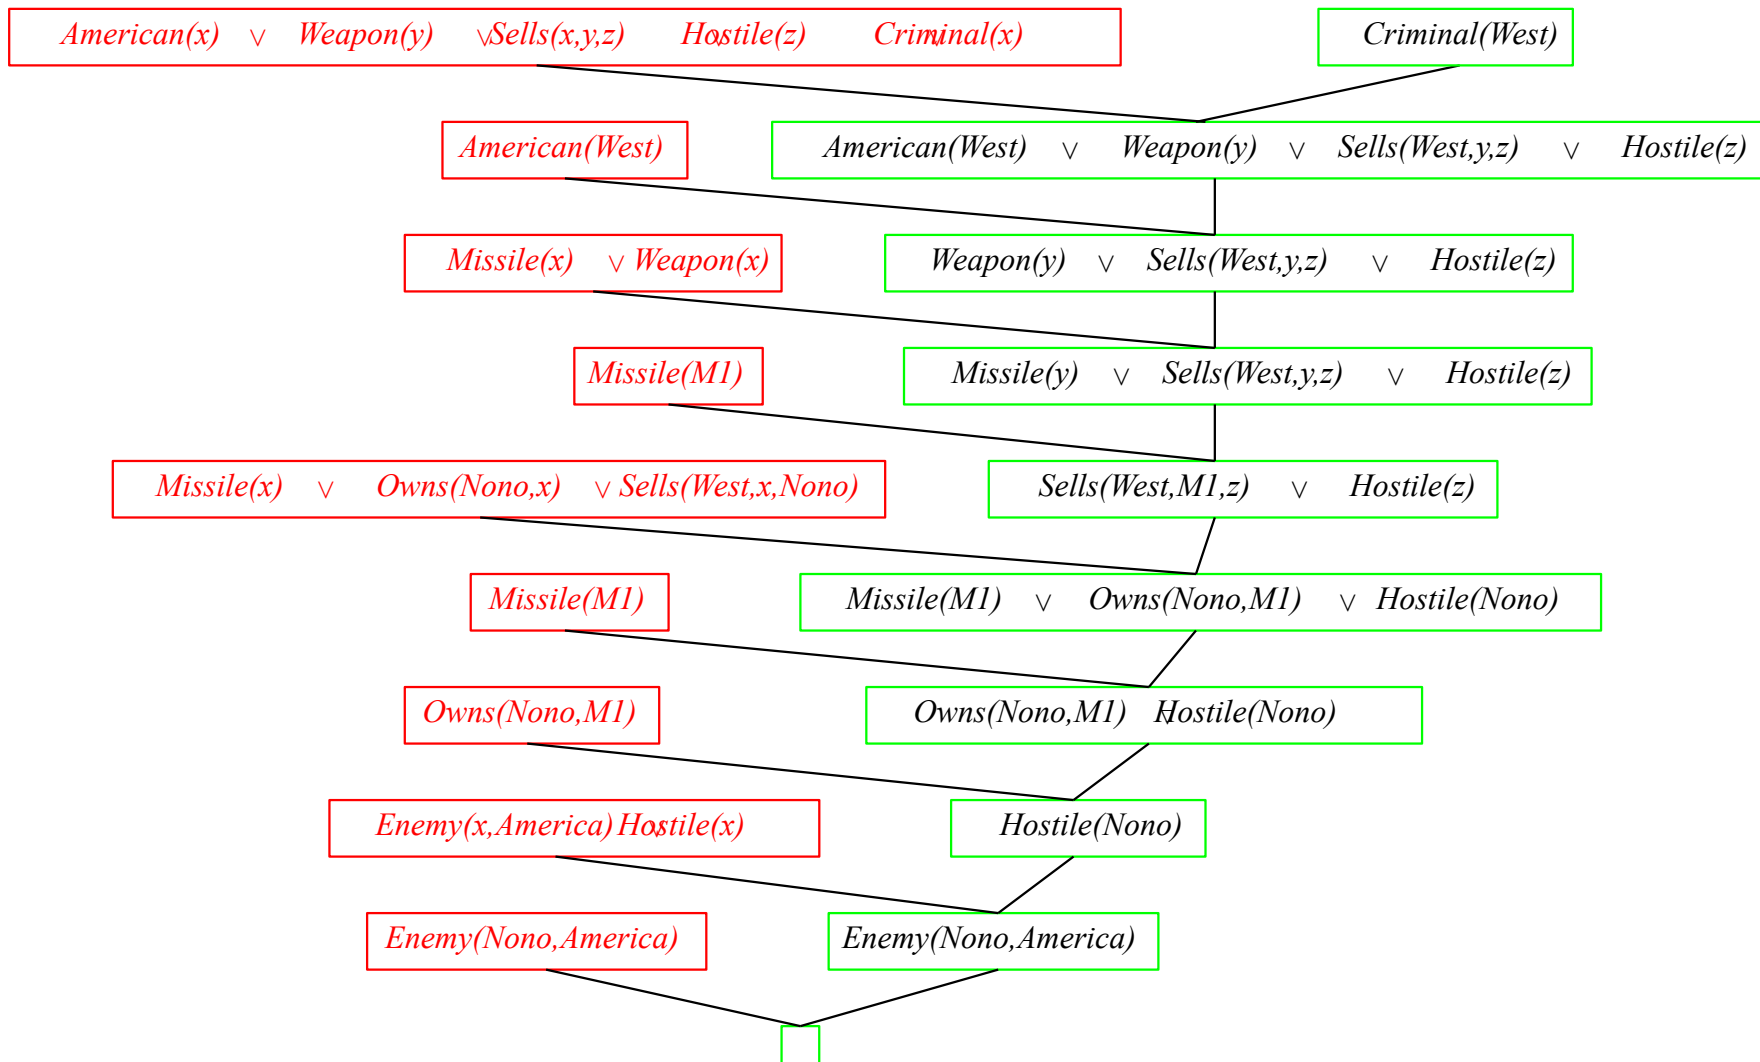 American(x) ∨ Weapon(y) ∨ Sells(x,y,z) ∨ Hostile(z) ∨ Criminal(x) Criminal(West)
American(West) American(West) ∨ Weapon(y) ∨ Sells(West,y,z) ∨ Hostile(z)
Missile(x) ∨ Weapon(x) Weapon(y) ∨ Sells(West,y,z) ∨ Hostile(z)
Missile(M1) Missile(y) ∨ Sells(West,y,z) ∨ Hostile(z)
Missile(x) ∨ Owns(Nono,x) ∨ Sells(West,x,Nono) Sells(West,M1,z) ∨ Hostile(z)
Missile(M1) Missile(M1) ∨ Owns(Nono,M1) ∨ Hostile(Nono)
Owns(Nono,M1) Owns(Nono,M1) ∨ Hostile(Nono)
Enemy(x,America) ∨ Hostile(x) Hostile(Nono)
Enemy(Nono,America) Enemy(Nono,America)